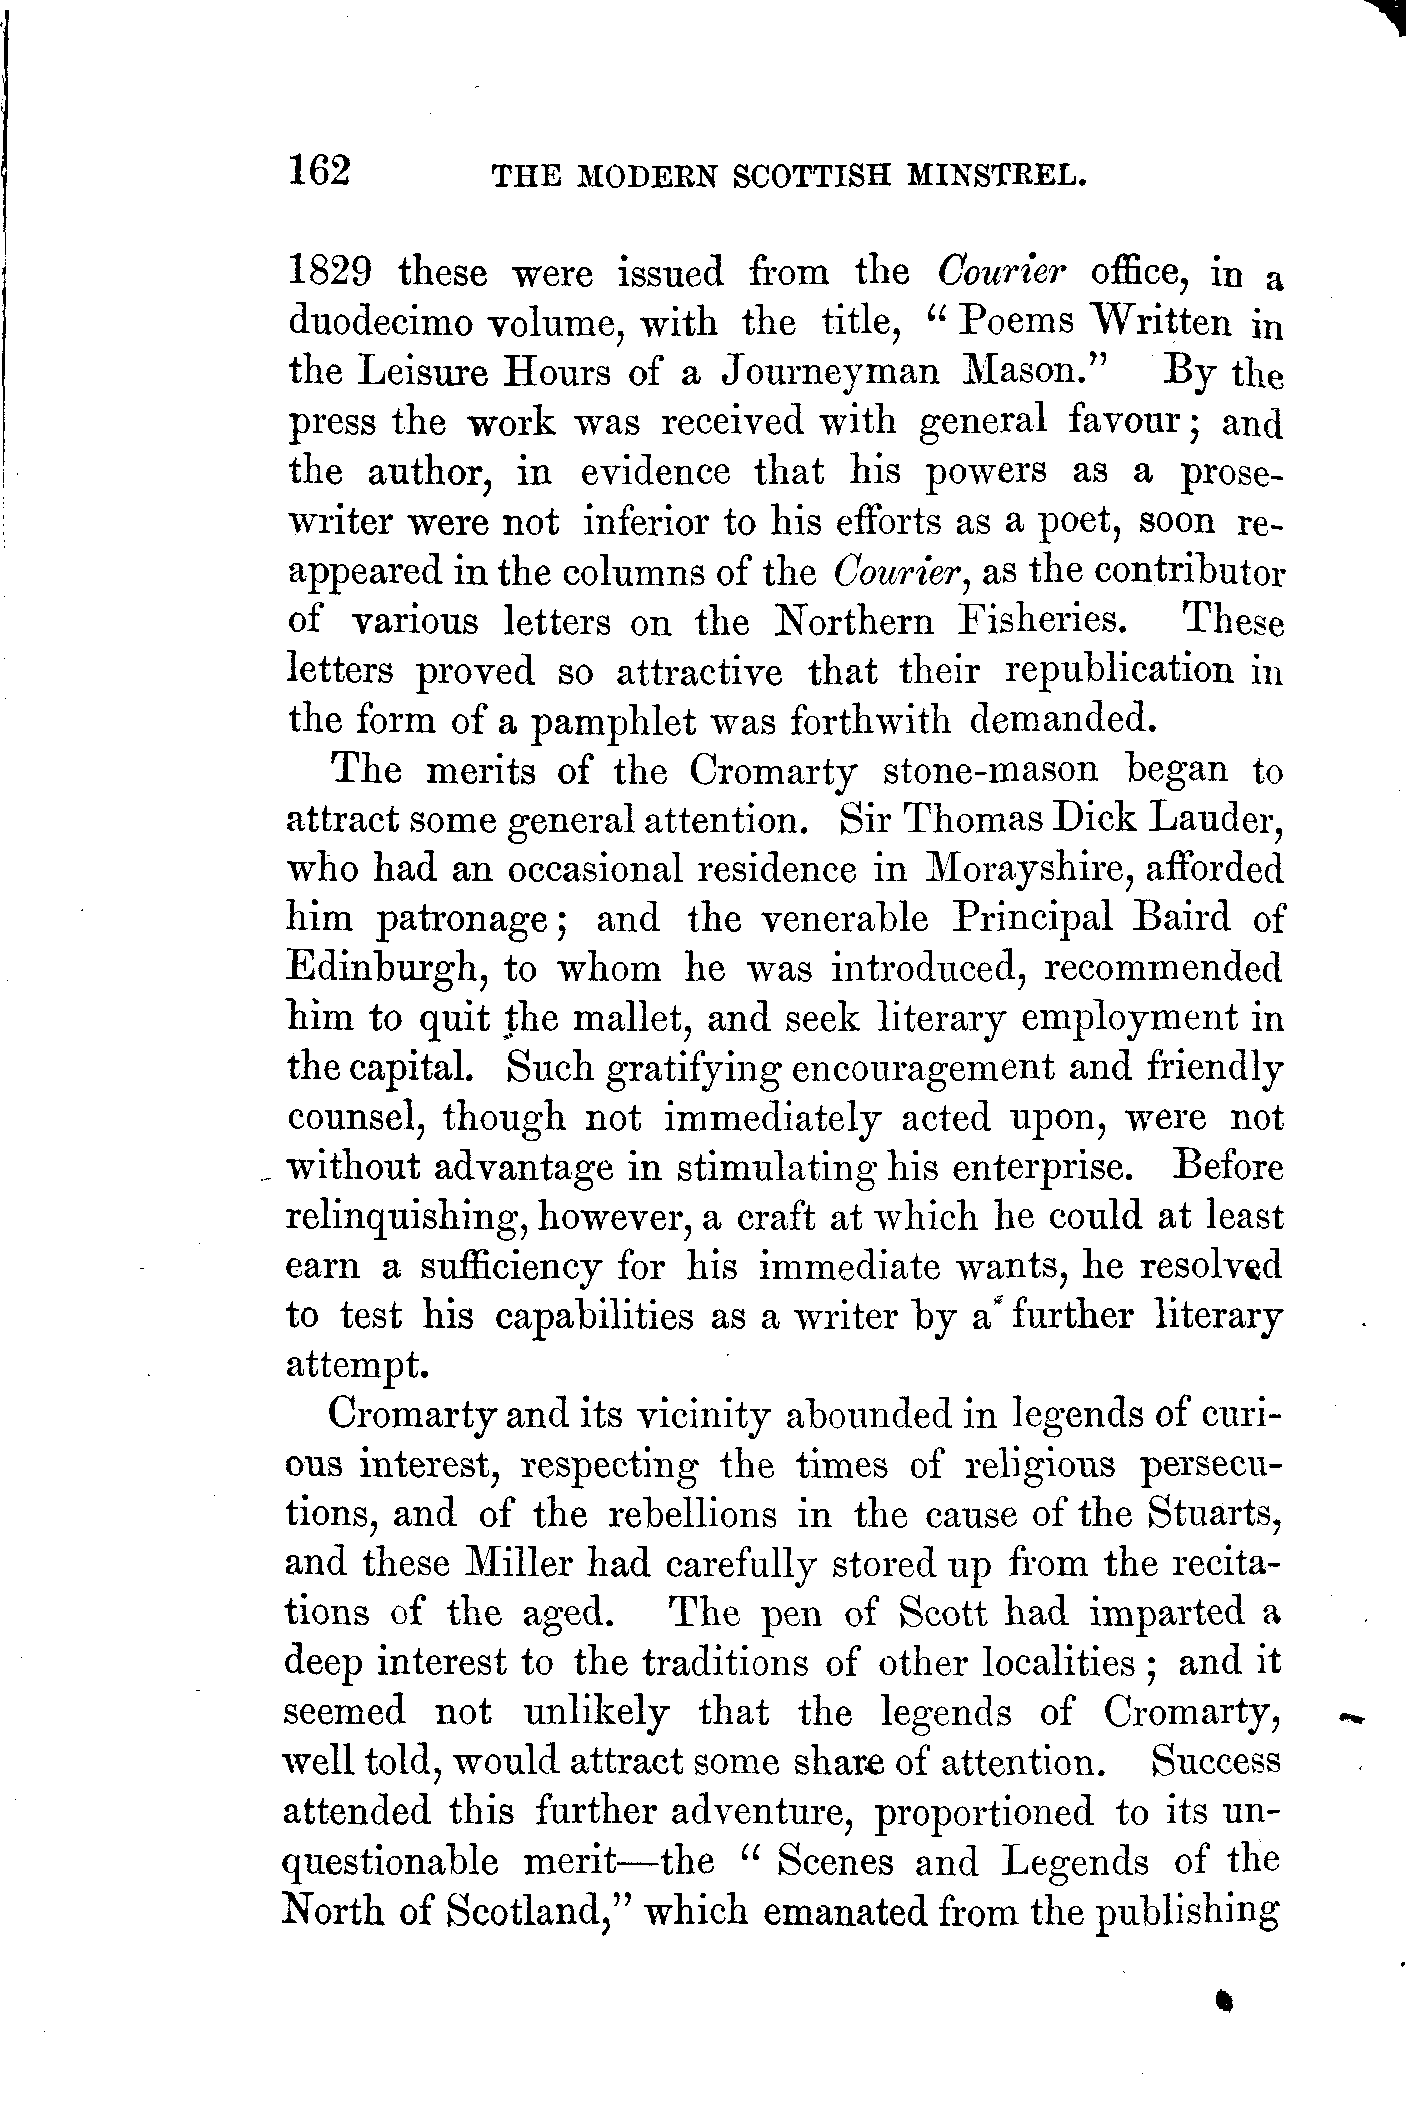 162 THE MODERN SCOTTISH MINSTREL.
1829 these were issued from the Courier office, in a
duodecimo volume, with the title, “ Poems Written in
the Leisure Hours of a Journeyman Mason.” By the
press the work was received with general favour ; and
the author, in evidence that his powers as a prose-
writer were not inferior to his efforts as a poet, soon re-
appeared in the columns of the Courier, as the contributor
of various letters on the Northern Fisheries. These
letters proved so attractive that their republication in
the form of a pamphlet was forthwith demanded.
The merits of the Cromarty stone-mason began to
attract some general attention. Sir Thomas Dick Lauder,
who had an occasional residence in Morayshire, afforded
him patronage ; and the venerable Principal Baird of
Edinburgh, to whom he was introduced, recommended
him to quit the mallet, and seek literary employment in
the capital. Such gratifying encouragement and friendly
counsel, though not immediately acted upon, were not
without advantage in stimulating his enterprise. Before
relinquishing, however, a craft at which he could at least
earn a sufficiency for his immediate wants, he resolved
to test his capabilities as a writer by a further literary
attempt.
Cromarty and its vicinity abounded in legends of curi-
ous interest, respecting the times of religious persecu-
tions, and of the rebellions in the cause of the Stuarts,
and these Miller had carefully stored up from the recita-
tions of the aged. The pen of Scott had imparted a
deep interest to the traditions of other localities ; and it
seemed not unlikely that the legends of Cromarty,
well told, would attract some share of attention. Success
attended this further adventure, proportioned to its un-
questionable merit—the “ Scenes and Legends of the
North of Scotland,” which emanated from the publishing